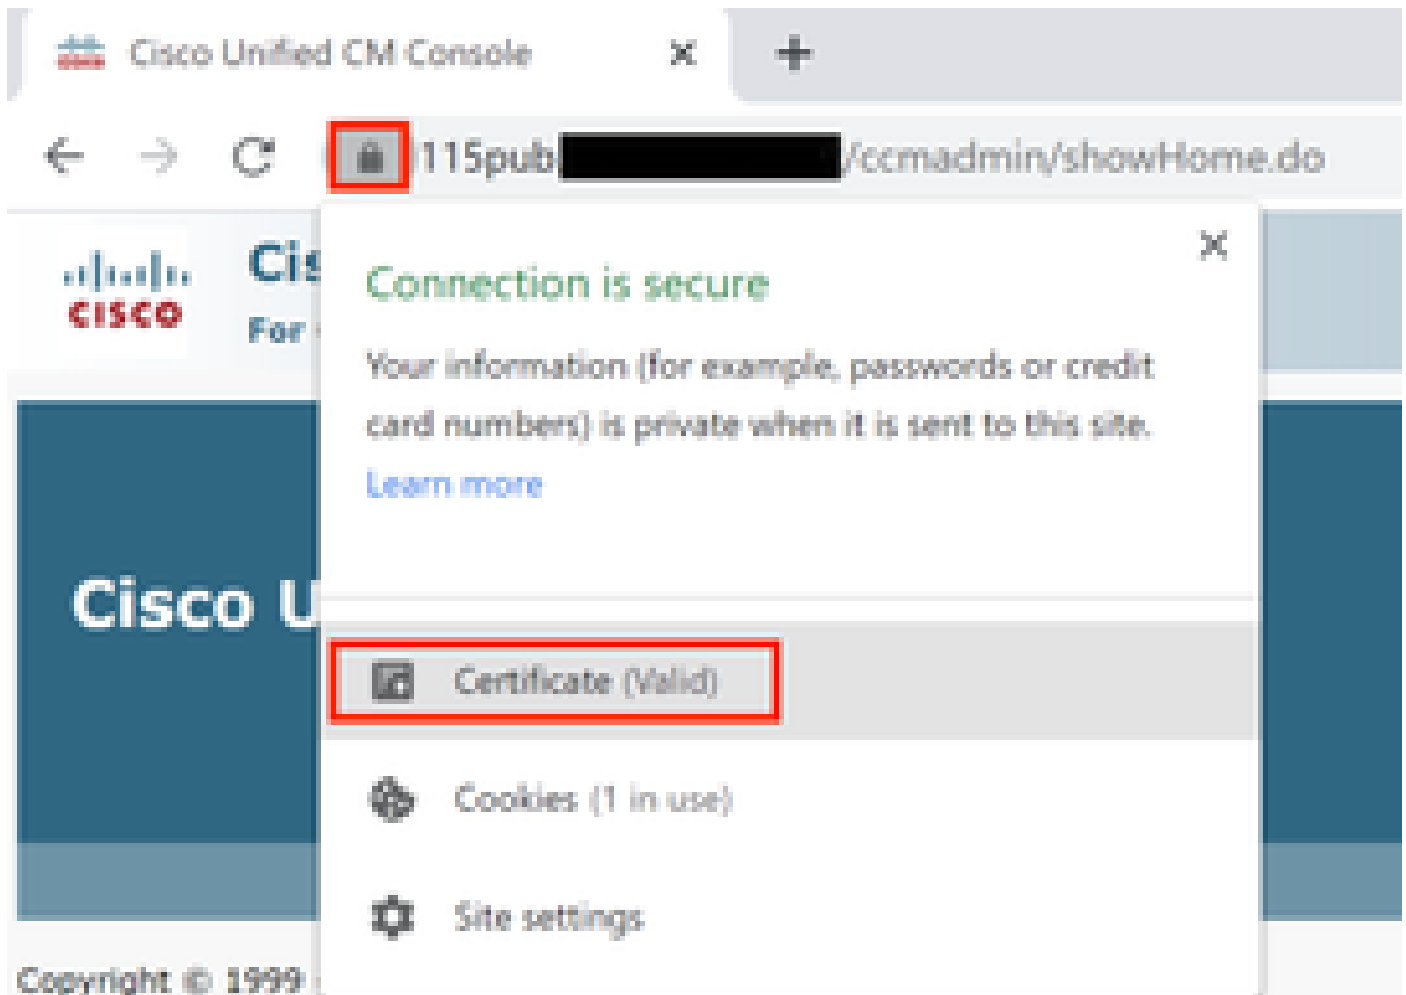 Cisco Unified CM Console
115pub /ccmadmin/showHome.do
CISCO
Cis
For
Connection is secure
Your information (for example, passwords or credit
card numbers) is private when it is sent to this site.
Learn more
Cisco U
Certificate (Valid)
Cookies (1 in use)
Site settings
Copyright © 1999